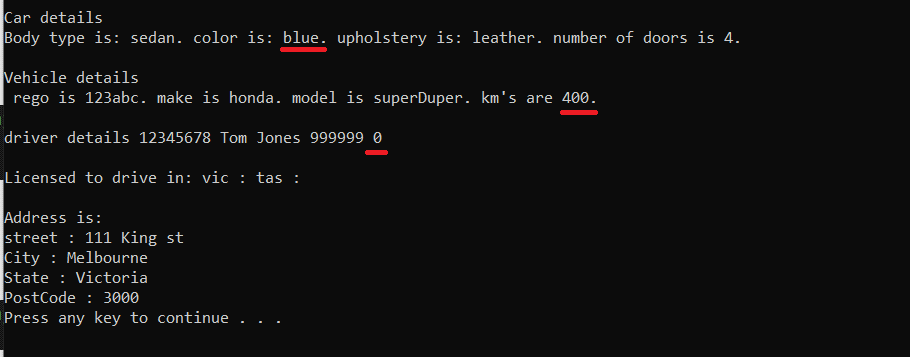 Car details
Body type is: sedan. color is: blue. upholstery is: leather. number of doors is 4.
Vehicle details
rego is 123abc. make is honda. model is superDuper. km's are 400.
driver details 12345678 Tom Jones 999999 0
Licensed to drive in: vic : tas :
Address is:
street : 111 King st
City : Melbourne
State : Victoria
PostCode : 3000
Press any key to continue . . .